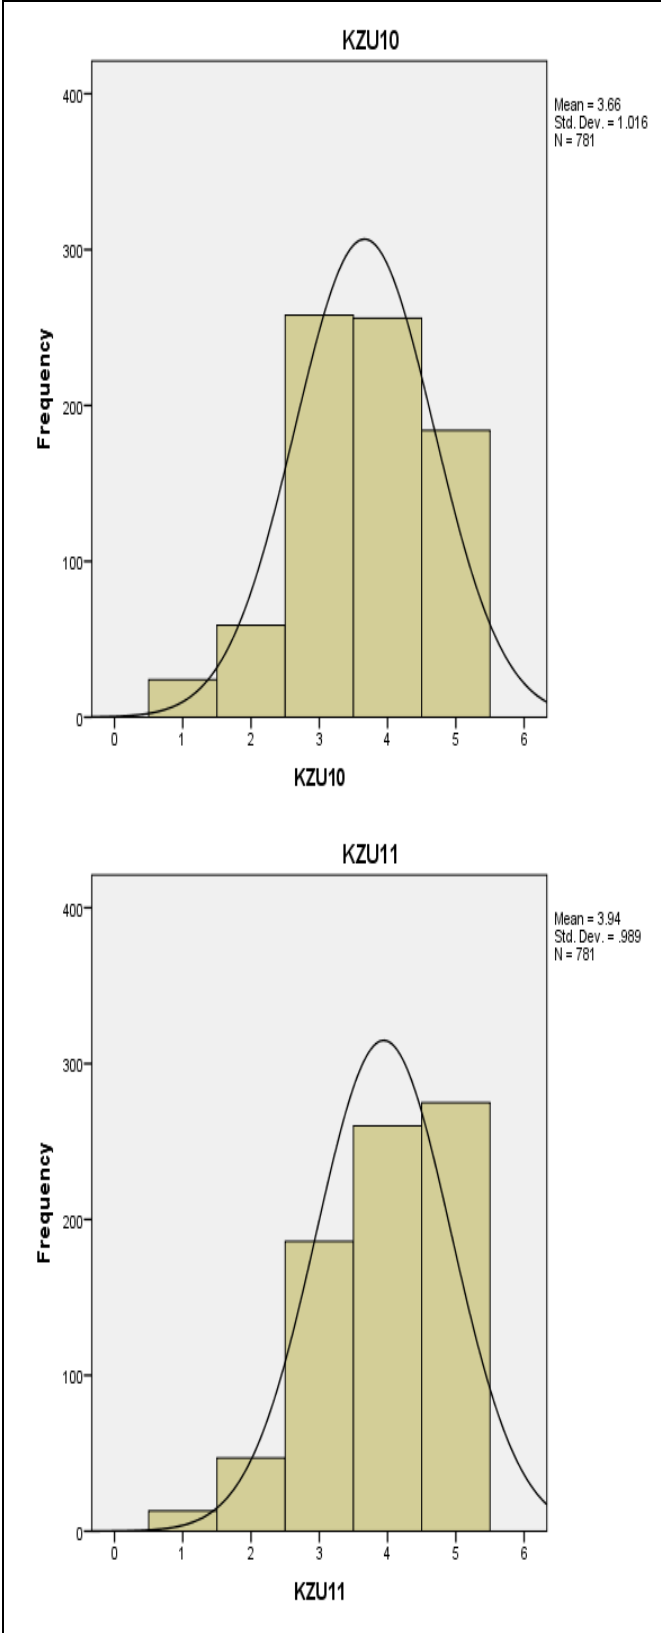 KZU10
Mean = 3.66
Std. Dev. = 1.016
N = 781
400
300
200
100
0
Frequency
0 1 2 3 4 5 6
KZU10
KZU11
Mean = 3.94
Std. Dev. = .989
N = 781
400
300
200
100
0
Frequency
0 1 2 3 4 5 6
KZU11